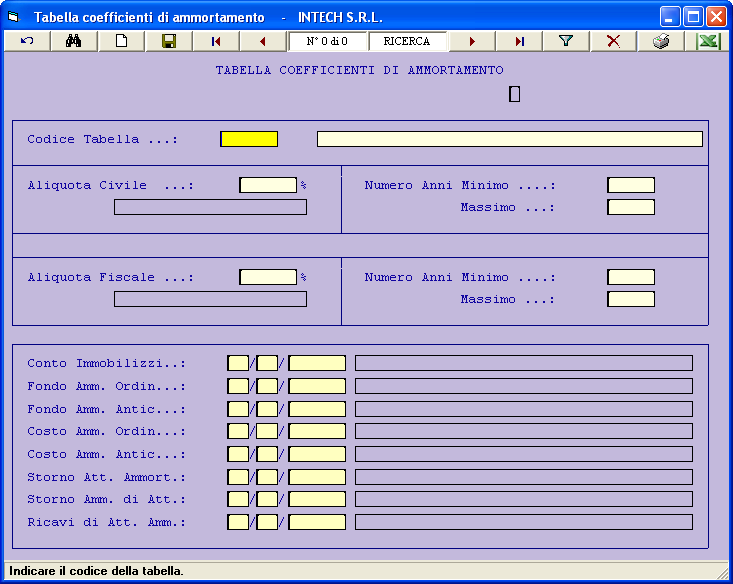 Tabella coefficienti di ammortamento - INTECH S.R.L.
N° 0 di 0 RICERCA
TABELLA COEFFICIENTI DI AMMORTAMENTO
Codice Tabella ...:
Aliquota Civile ...: % Numero Anni Minimo ....:
Massimo ...:
Aliquota Fiscale ...: % Numero Anni Minimo ....:
Massimo ...:
Conto Immobilizzi..: / /
Fondo Amm. Ordin...: / /
Fondo Amm. Antic...: / /
Costo Amm. Ordin...: / /
Costo Amm. Antic...: / /
Storno Att. Ammort.: / /
Storno Amm. di Att.: / /
Ricavi di Att. Amm.: / /
Indicare il codice della tabella.